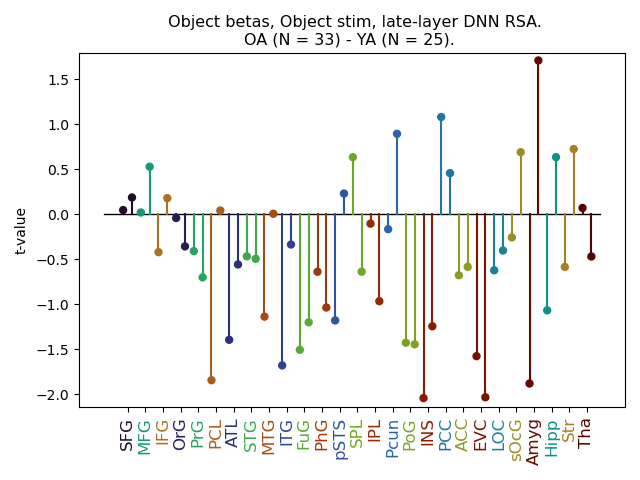 Object betas, Object stim, late-layer DNN RSA.
OA (N = 33) - YA (N = 25).
t-value
1.5
1.0
0.5
0.0
−0.5
−1.0
−1.5
−2.0
SFG
MFG
IFG
OrG
PrG
PCL
ATL
STG
MTG
ITG
FuG
PhG
pSTS
SPL
IPL
Pcun
PoG
INS
PCC
ACC
EVC
LOC
sOcG
Amyg
Hipp
Str
Tha